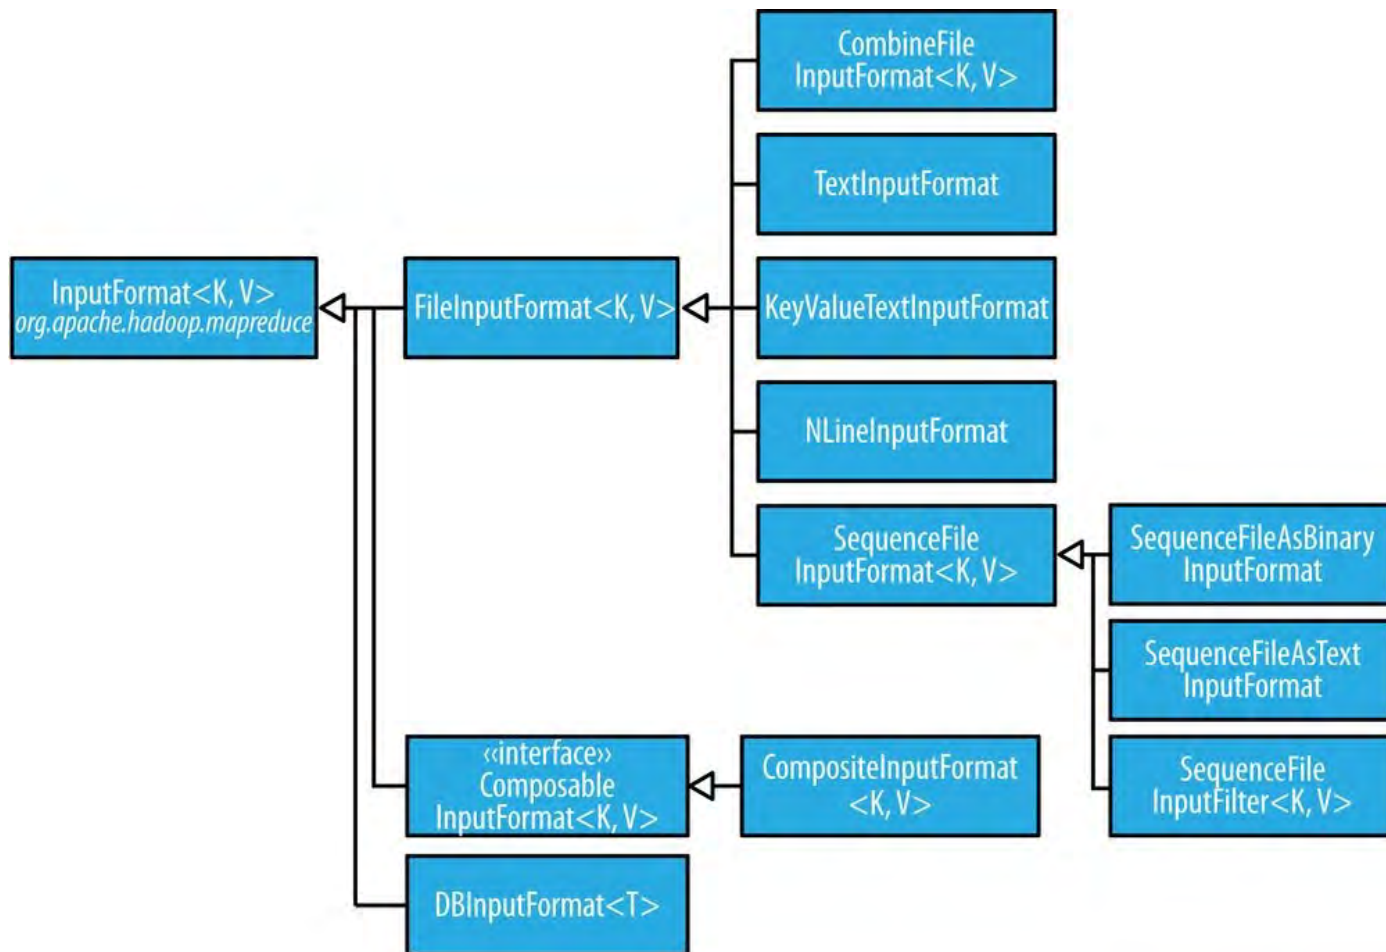 CombineFile
InputFormat<K, V>
TextInputFormat
InputFormat<K, V>
org.apache.hadoop.mapreduce
FileInputFormat<K, V>
KeyValueTextInputFormat
NLineInputFormat
SequenceFile
InputFormat<K, V>
SequenceFileAsBinary
InputFormat
SequenceFileAsText
InputFormat
«interface»
Composable
InputFormat<K, V>
CompositeInputFormat
<K, V>
SequenceFile
InputFilter<K, V>
DBInputFormat<T>